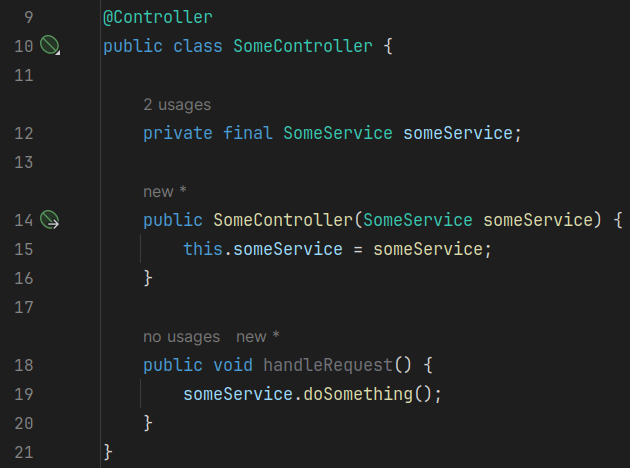 9 @Controller
10 public class SomeController {
11
2 usages
12 private final SomeService someService;
13
new *
14 public SomeController(SomeService someService) {
15 this.someService = someService;
16 }
17
no usages new *
18 public void handleRequest() {
19 someService.doSomething();
20 }
21 }